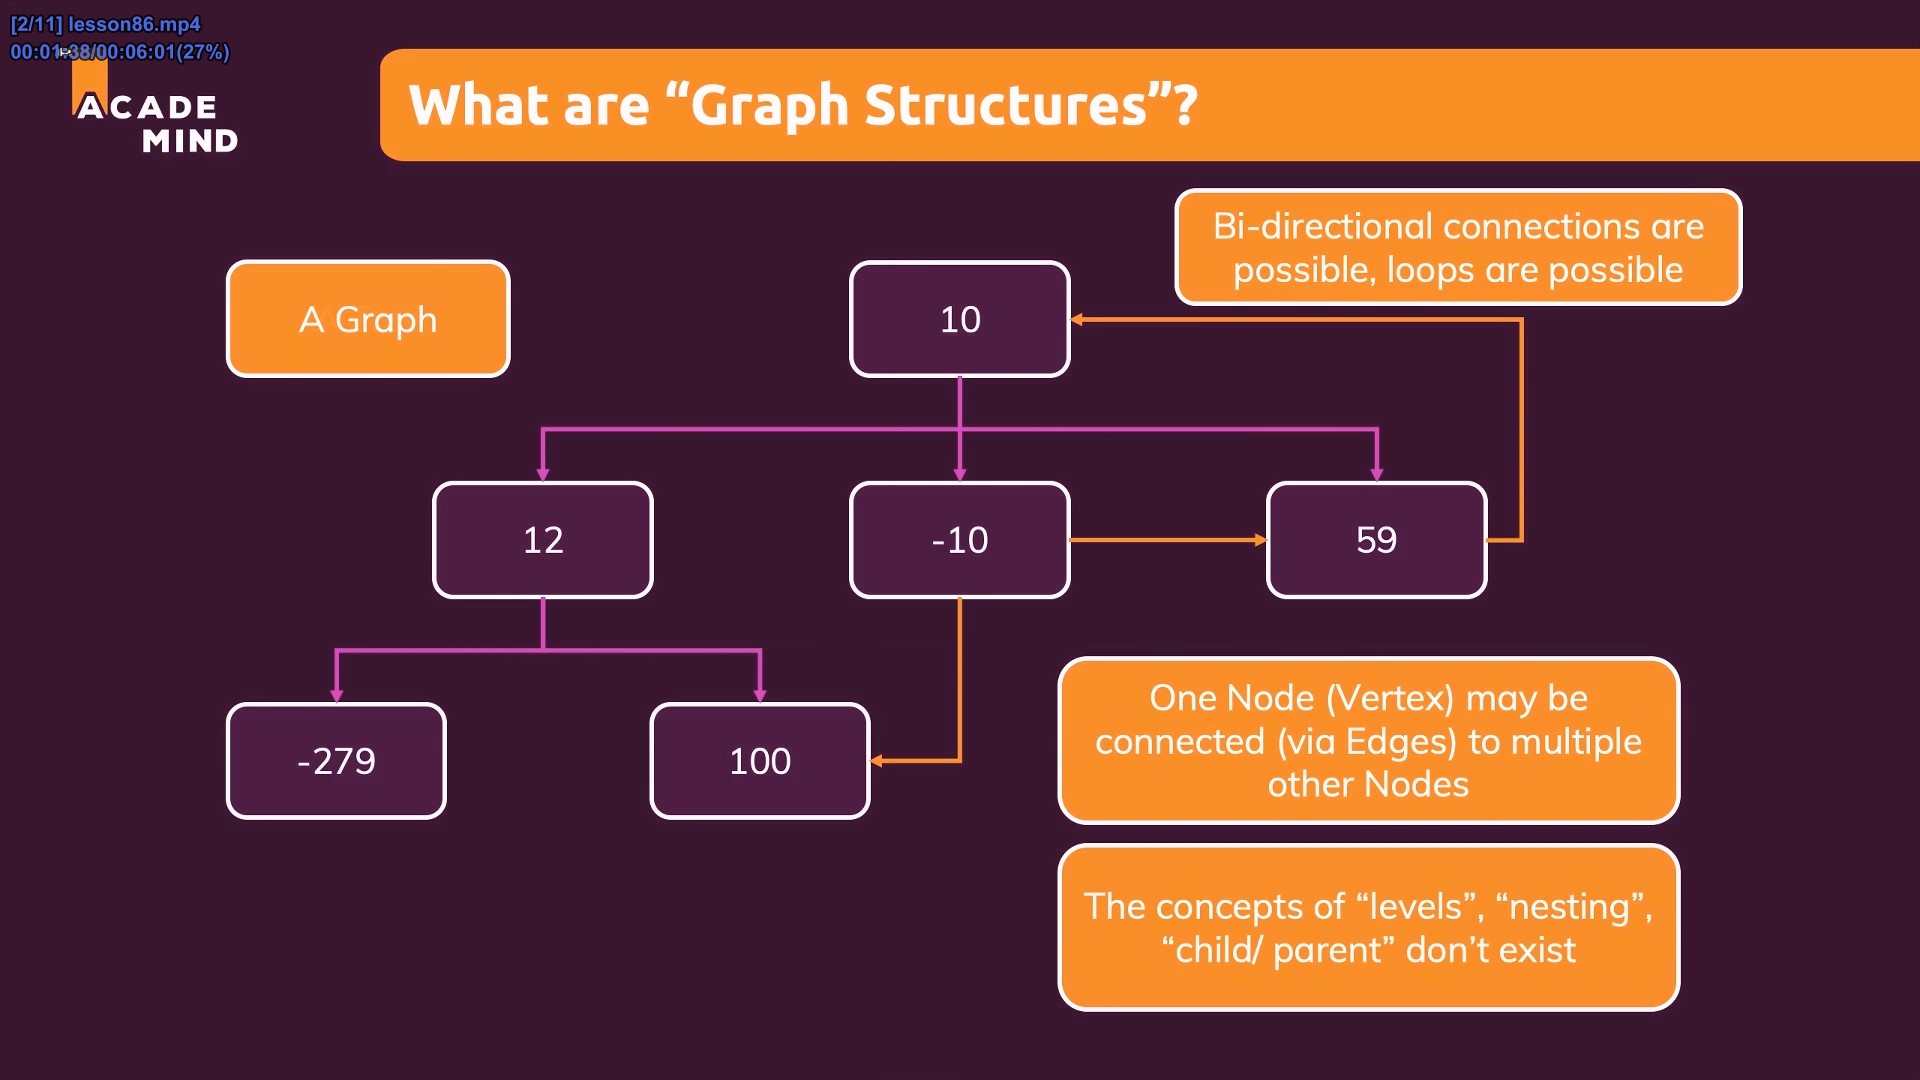 [2/11] lesson86.mp4
00:01:38/00:06:01(27%)
ACADE
MIND
What are “Graph Structures”?
Bi-directional connections are
possible, loops are possible
A Graph
10
12
-10
59
-279
100
One Node (Vertex) may be
connected (via Edges) to multiple
other Nodes
The concepts of “levels”, “nesting”,
“child/ parent” don’t exist